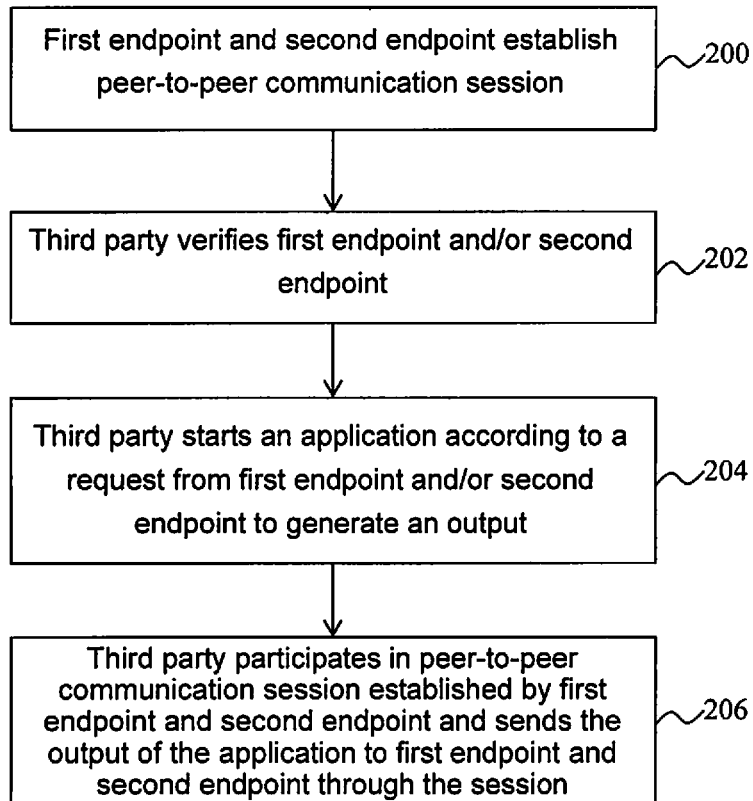 First endpoint and second endpoint establish
peer-to-peer communication session
200
Third party verifies first endpoint and/or second
endpoint
202
Third party starts an application according to a
request from first endpoint and/or second
endpoint to generate an output
204
Third party participates in peer-to-peer
communication session established by first
endpoint and second endpoint and sends the
output of the application to first endpoint and
second endpoint through the session
206